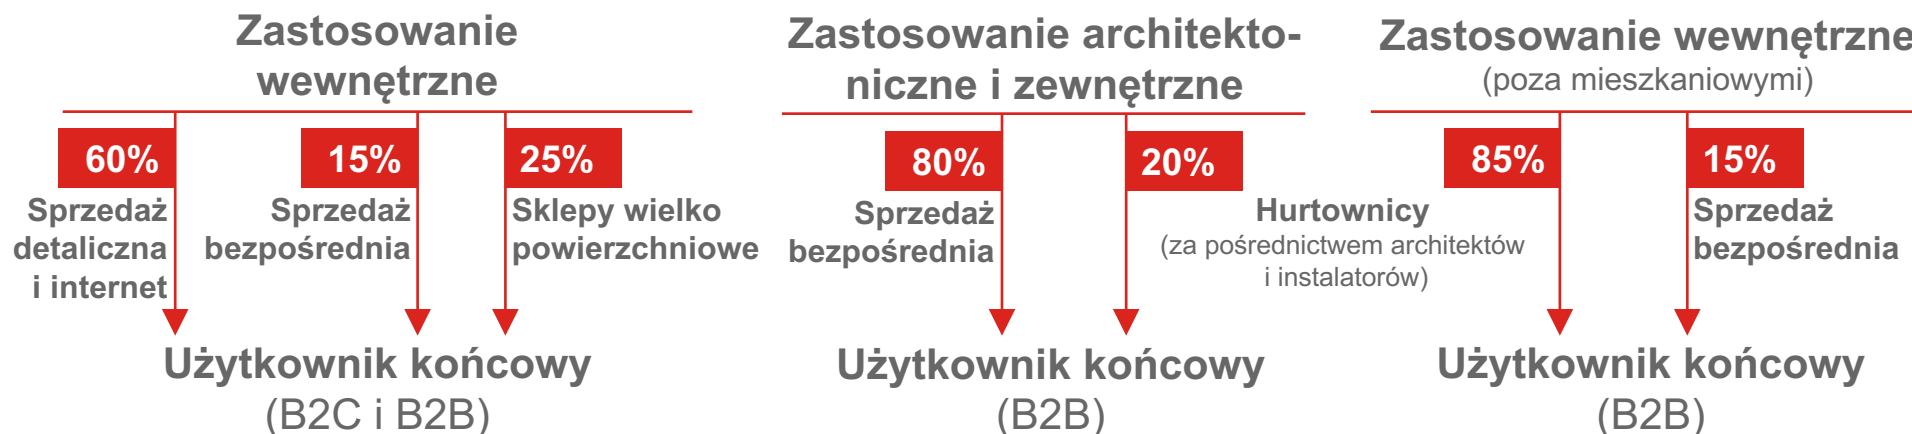 Zastosowanie
wewnętrzne
60%
Sprzedaż
detaliczna
i internet
15%
Sprzedaż
bezpośrednia
25%
Sklepy wielko
powierzchniowe
Użytkownik końcowy
(B2C i B2B)
Zastosowanie architekto-
niczne i zewnętrzne
80%
Sprzedaż
bezpośrednia
20%
Hurtownicy
(za pośrednictwem architektów
i instalatorów)
Użytkownik końcowy
(B2B)
Zastosowanie wewnętrzne
(poza mieszkaniowymi)
85%
15%
Sprzedaż
bezpośrednia
Użytkownik końcowy
(B2B)